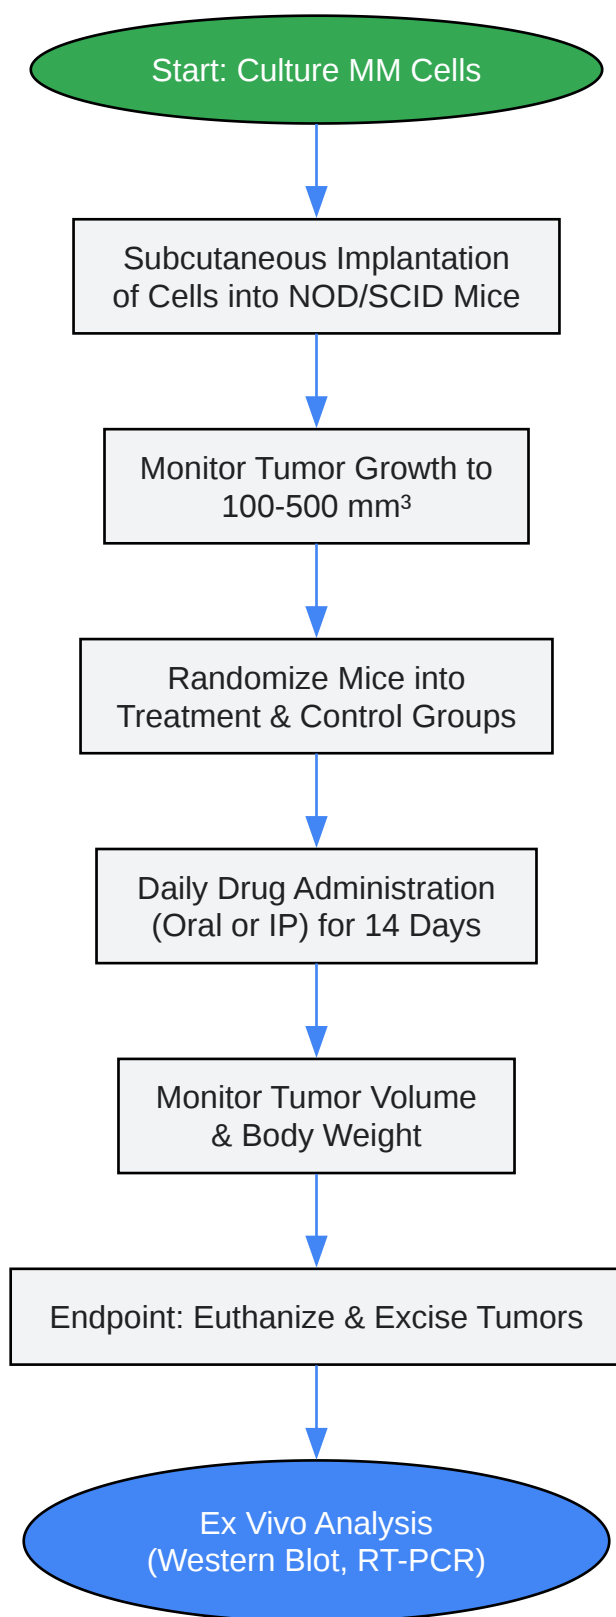 Start: Culture MM Cells
Subcutaneous Implantation
of Cells into NOD/SCID Mice
Monitor Tumor Growth to
100-500 mm³
Randomize Mice into
Treatment & Control Groups
Daily Drug Administration
(Oral or IP) for 14 Days
Monitor Tumor Volume
& Body Weight
Endpoint: Euthanize & Excise Tumors
Ex Vivo Analysis
(Western Blot, RT-PCR)